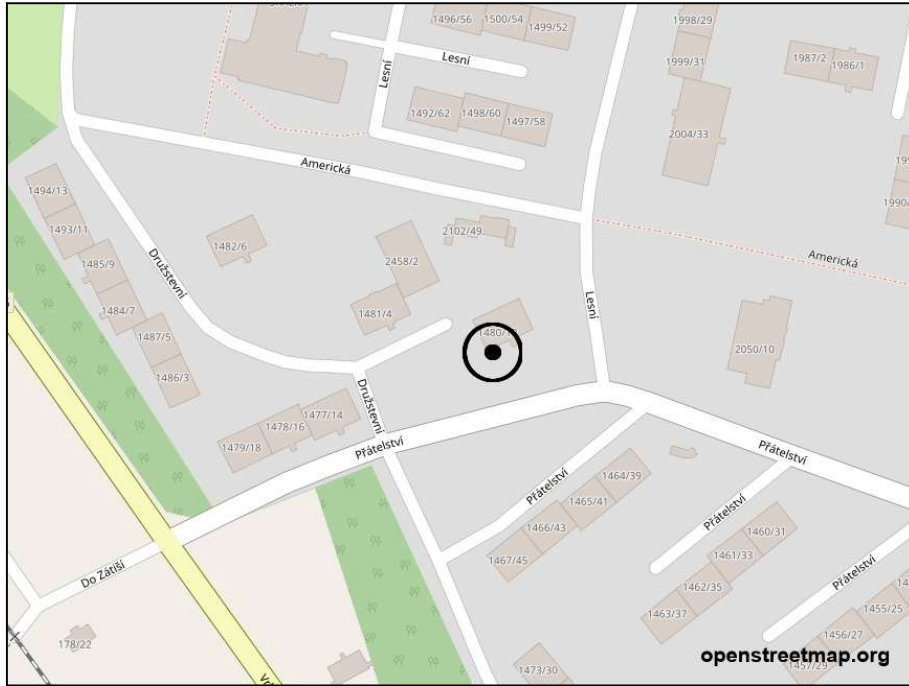 1496/56
1500/54
1499/52
1998/29
Lesní
Lesní
1999/31
1987/2
1986/1
1492/62
1498/60
1497/58
2004/33
Americká
1494/13
1493/11
1482/6
2102/49
Družstevní
2458/2
Americká
1485/9
1484/7
1481/4
Lesní
1487/5
1486/3
2050/10
Družstevní
1477/14
1478/16
1479/18
Přátelství
Přátelství
1464/39
1465/41
1466/43
1467/45
Přátelství
Přátelství
1460/31
1461/33
1462/35
1463/37
Přátelství
Do Zátiší
178/22
1455/25
1456/27
1457/29
1473/30
openstreetmap.org